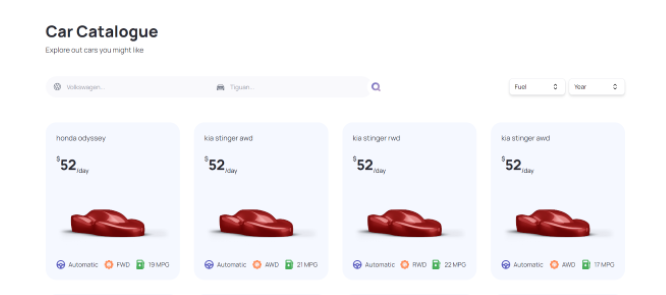 Car Catalogue
Explore out cars you might like
Volkswagen...
Tiguan...
Fuel
Year
honda odyssey
$52/day
Automatic FWD 19 MPG
kia stinger awd
$52/day
Automatic AWD 21 MPG
kia stinger rwd
$52/day
Automatic RWD 22 MPG
kia stinger awd
$52/day
Automatic AWD 17 MPG